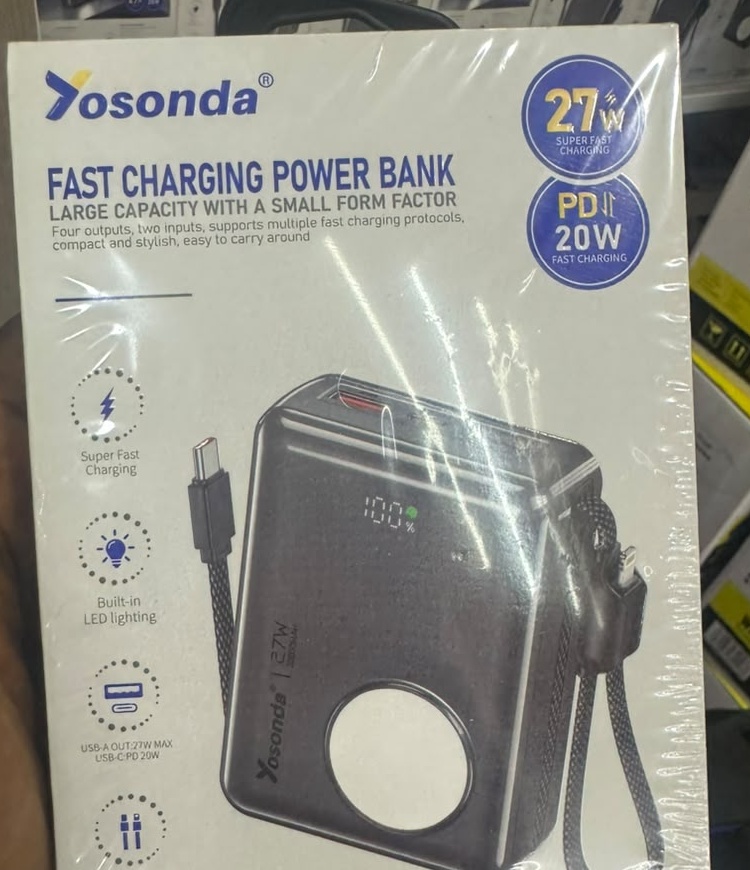 Yosonda®
27W
SUPER FAST
CHARGING
FAST CHARGING POWER BANK
LARGE CAPACITY WITH A SMALL FORM FACTOR
Four outputs, two inputs, supports multiple fast charging protocols,
compact and stylish, easy to carry around
PD
20W
FAST CHARGING
Super Fast
Charging
100%
Built-in
LED lighting
Yosonda® | 27W
USB-A OUT:27W MAX
USB-C:PD 20W